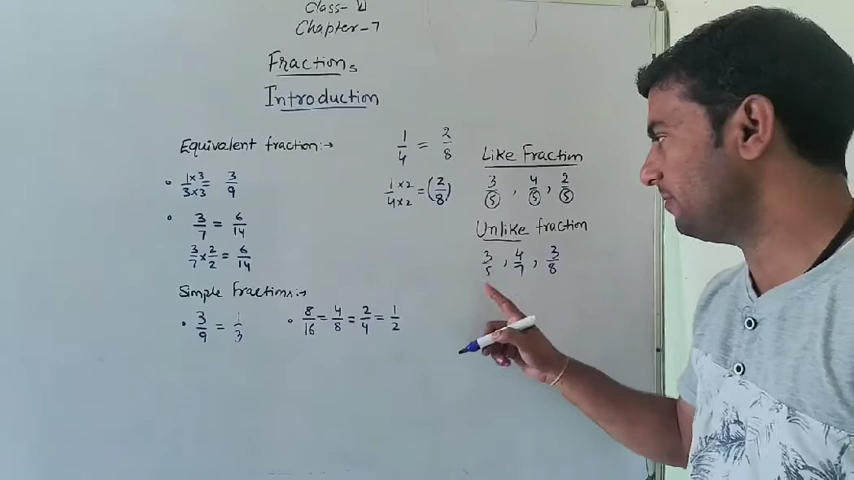 Class - V
Chapter - 7
Fractions
Introduction
Equivalent fraction :→
• 1×3/3×3 = 3/9
• 3/7 = 6/14
3/7 × 2/2 = 6/14
Simple fractions :→
• 3/9 = 1/3
• 8/16 = 4/8 = 2/4 = 1/2
1/4 = 2/8
1×2/4×2 = (2/8)
Like Fraction
3/5, 4/5, 2/5
Unlike fraction
3/5, 4/7, 3/8